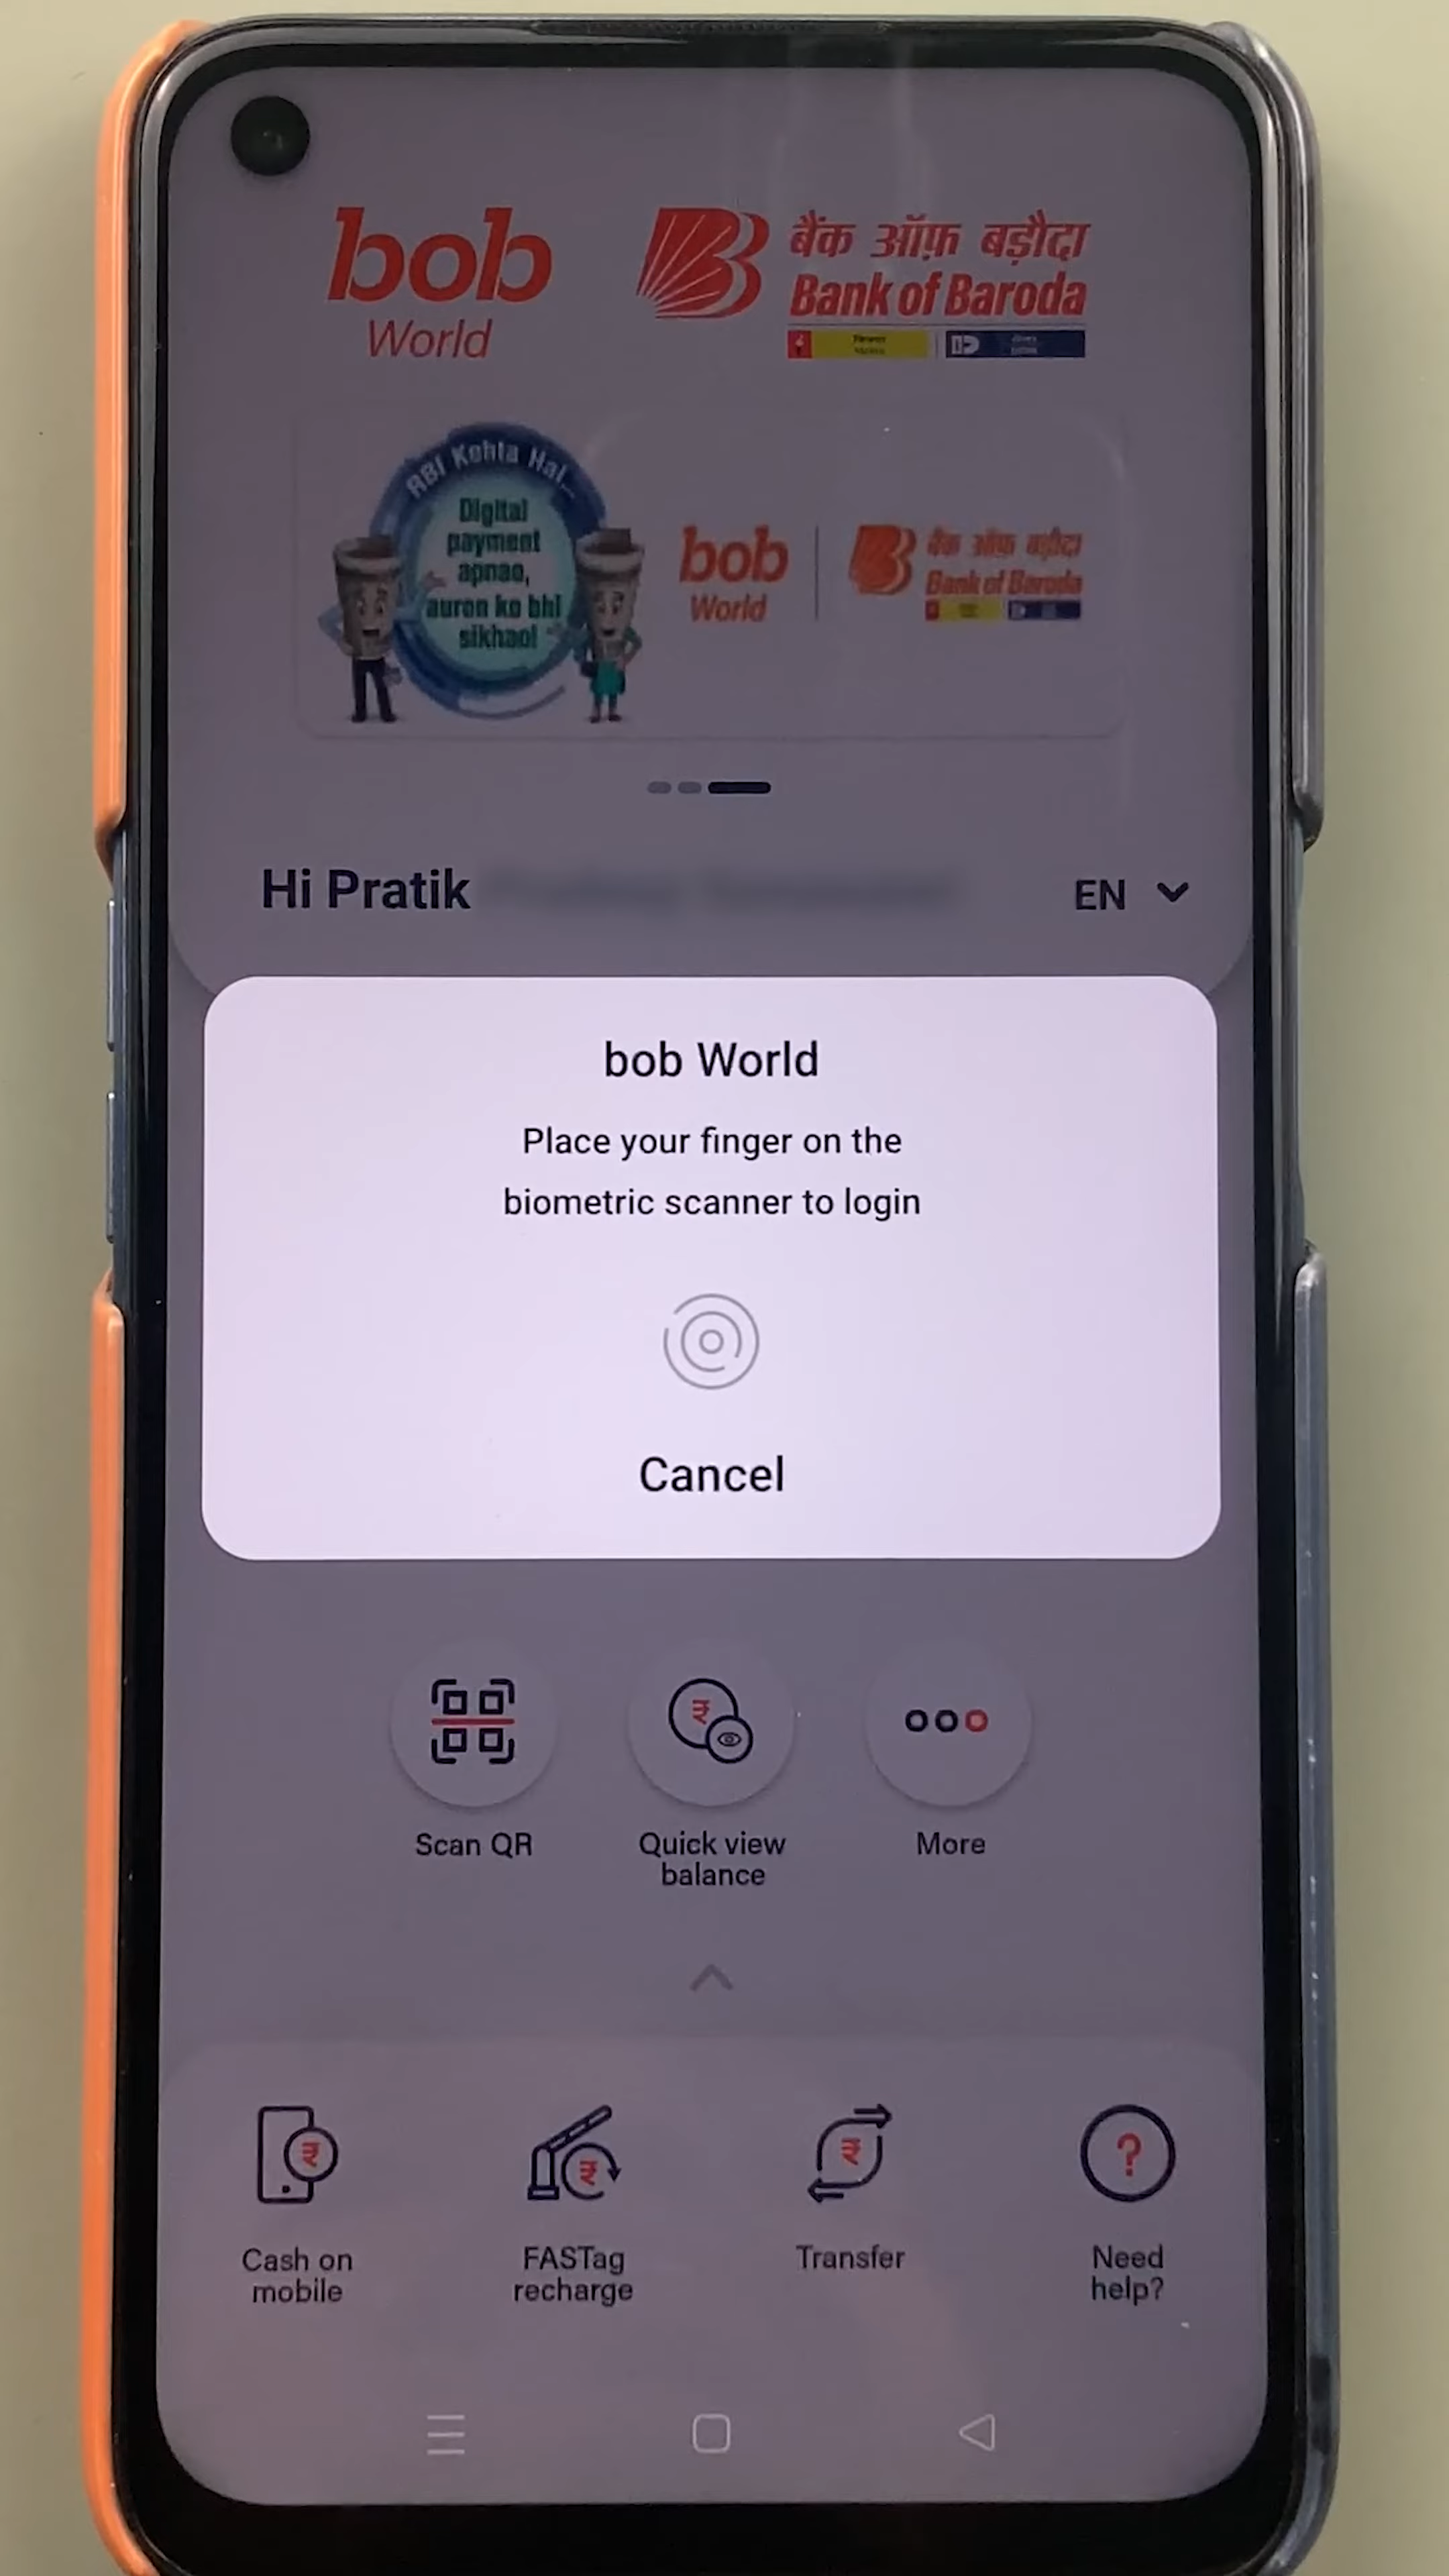 bob
World
बैंक ऑफ़ बड़ौदा
Bank of Baroda
RBI Kehta Hai...
Digital
payment
apnao,
auron ko bhi
sikhao!
bob
World
बैंक ऑफ़ बड़ौदा
Bank of Baroda
Hi Pratik
EN
bob World
Place your finger on the
biometric scanner to login
Cancel
Scan QR
Quick view
balance
More
Cash on
mobile
FASTag
recharge
Transfer
Need
help?